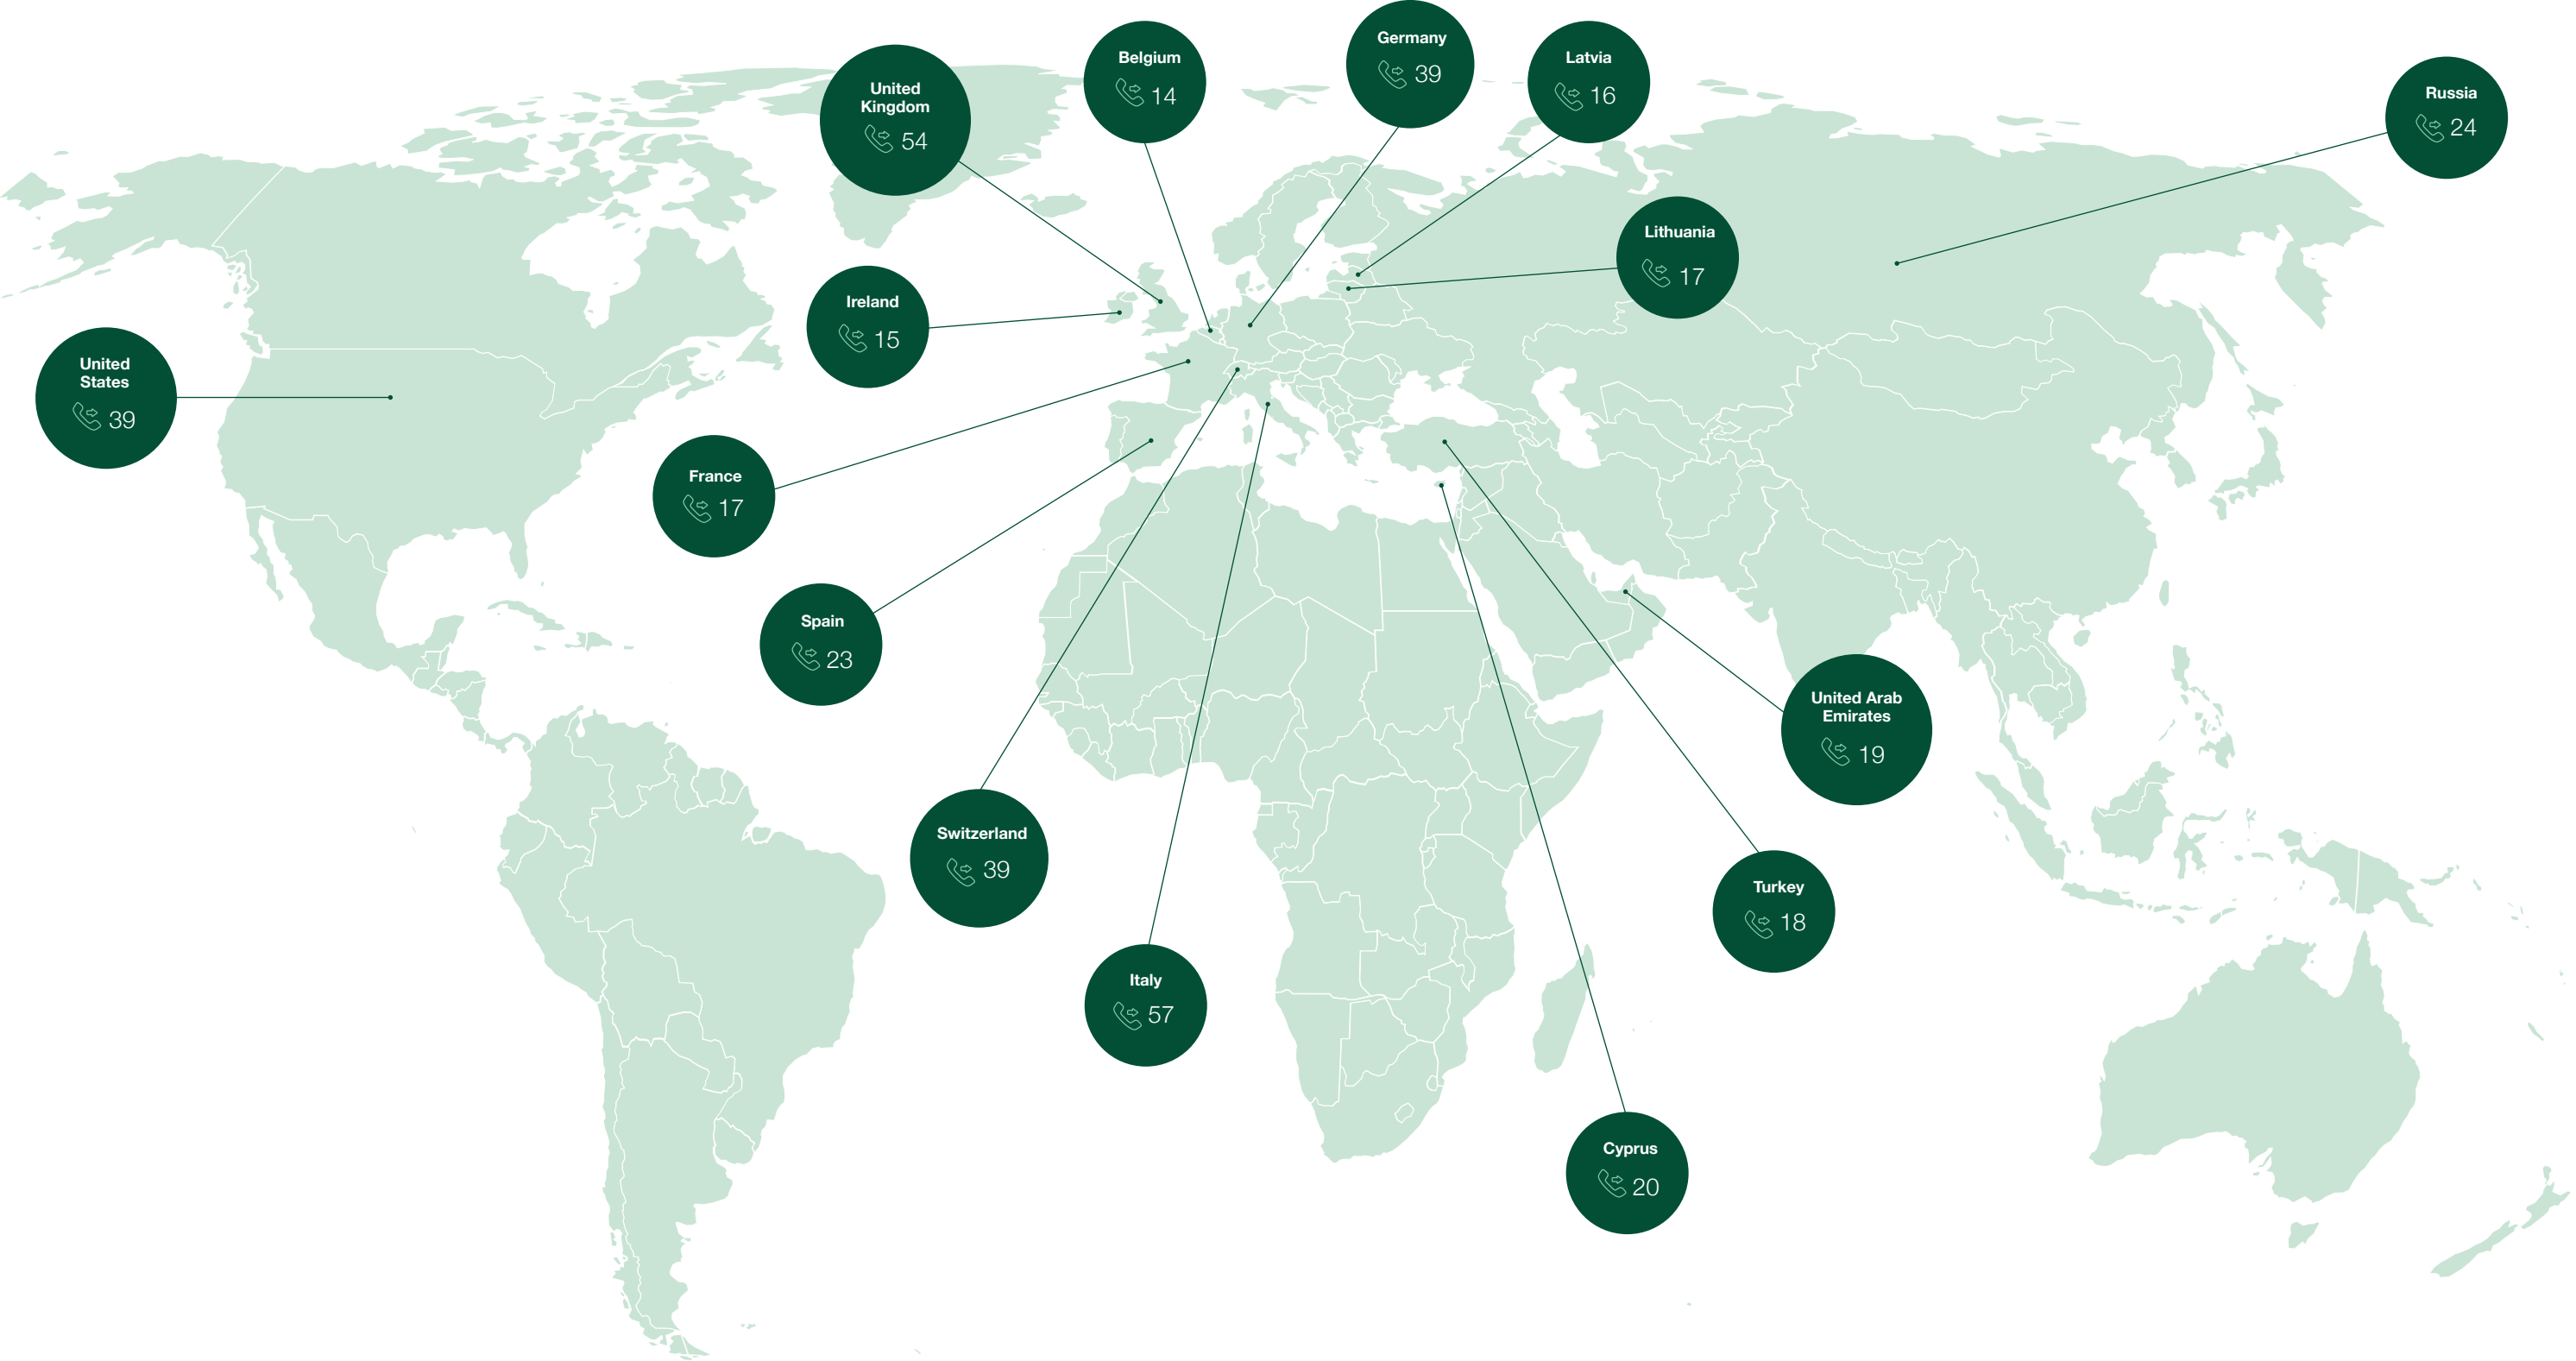 Germany
39
Belgium
14
Latvia
16
United
Kingdom
54
Russia
24
Lithuania
17
Ireland
15
United
States
39
France
17
Spain
23
United Arab
Emirates
19
Switzerland
39
Turkey
18
Italy
57
Cyprus
20